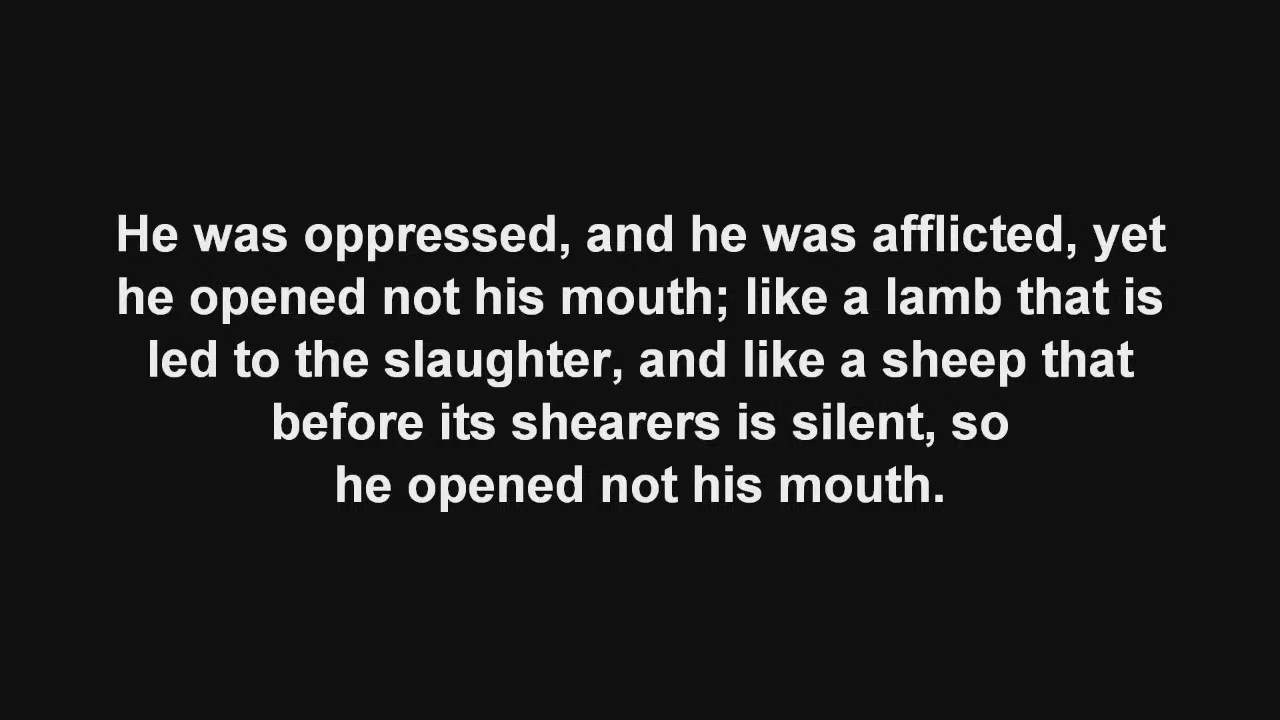 He was oppressed, and he was afflicted, yet
he opened not his mouth; like a lamb that is
led to the slaughter, and like a sheep that
before its shearers is silent, so
he opened not his mouth.